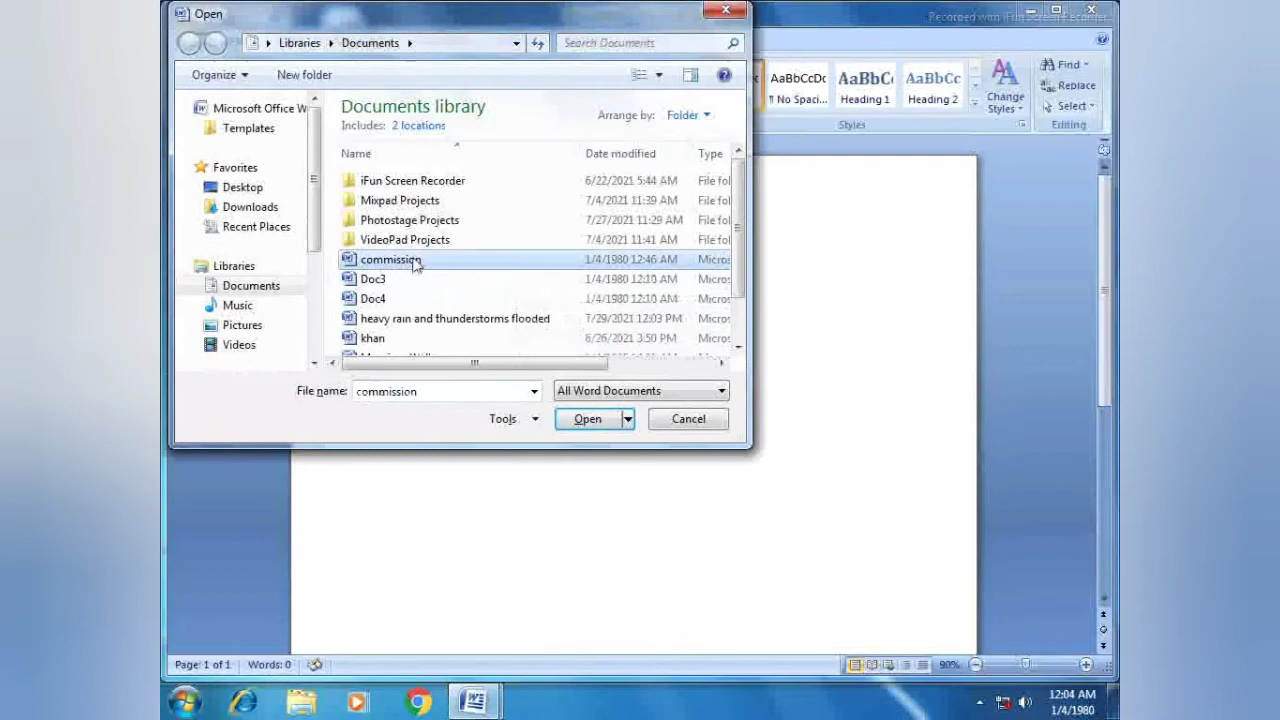 Open
Recorded with iFun Screen Recorder
Libraries
Documents
Search Documents
Organize
New folder
Microsoft Office W
Templates
Favorites
Desktop
Downloads
Recent Places
Libraries
Documents
Music
Pictures
Videos
Documents library
Includes: 2 locations
Arrange by: Folder
Name Date modified Type
iFun Screen Recorder 6/22/2021 5:44 AM File fol
Mixpad Projects 7/4/2021 11:39 AM File fol
Photostage Projects 7/27/2021 11:29 AM File fol
VideoPad Projects 7/4/2021 11:41 AM File fol
commission 1/4/1980 12:46 AM Micros
Doc3 1/4/1980 12:10 AM Micros
Doc4 1/4/1980 12:10 AM Micros
heavy rain and thunderstorms flooded 7/29/2021 12:03 PM Micros
khan 6/26/2021 3:50 PM Micros
File name: commission
All Word Documents
Tools
Open
Cancel
AaBbCcDc
¶ No Spaci...
AaBbC
Heading 1
AaBbCc
Heading 2
Change
Styles
Styles
Find
Replace
Select
Editing
Page: 1 of 1
Words: 0
90%
12:04 AM
1/4/1980